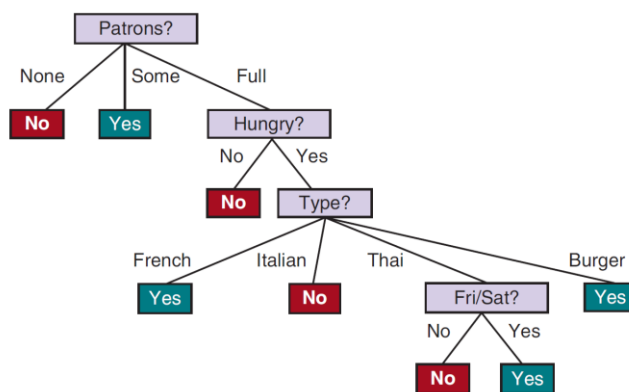 Patrons?
None Some Full
No Yes Hungry?
No Yes
No Type?
French Italian Thai Burger
Yes No Fri/Sat? Yes
No Yes
No Yes